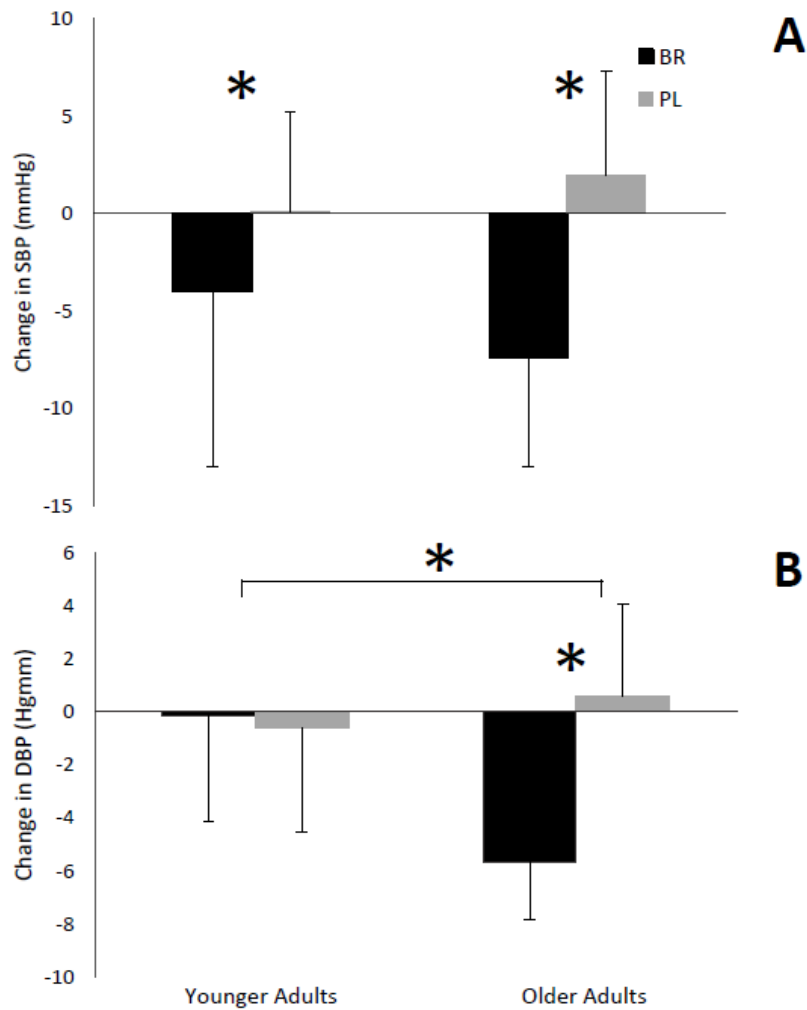 A
10
5
0
-5
-10
-15
Change in SBP (mmHg)
*
*
BR
PL
B
6
4
2
0
-2
-4
-6
-8
-10
Change in DBP (Hgmm)
*
*
Younger Adults
Older Adults